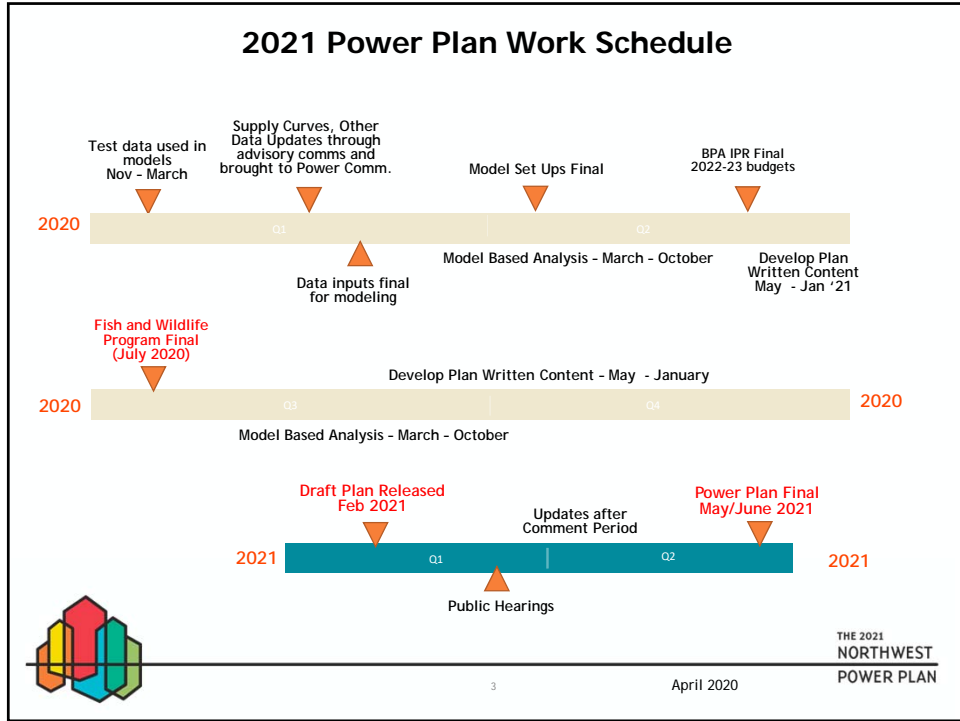 2021 Power Plan Work Schedule
Test data used in
models
Nov - March
Supply Curves, Other
Data Updates through
advisory comms and
brought to Power Comm.
Model Set Ups Final
BPA IPR Final
2022-23 budgets
2020
Q1
Q2
Data inputs final
for modeling
Model Based Analysis - March - October
Develop Plan
Written Content
May - Jan ‘21
Fish and Wildlife
Program Final
(July 2020)
Develop Plan Written Content - May - January
2020
Q3
Q4
2020
Model Based Analysis - March - October
Draft Plan Released
Feb 2021
Updates after
Comment Period
Power Plan Final
May/June 2021
2021
Q1
Q2
2021
Public Hearings
THE 2021
NORTHWEST
POWER PLAN
3
April 2020